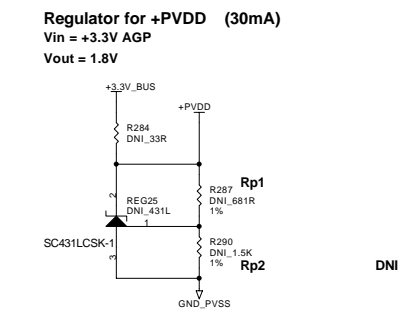 Regulator for +PVDD (30mA)
Vin = +3.3V AGP
Vout = 1.8V
+3.3V_BUS
+PVDD
R284
DNI_33R
2
REG25
DNI_431L
1
R287
DNI_681R
1%
Rp1
SC431LCSK-1
3
R290
DNI_1.5K
1%
Rp2
DNI
GND_PVSS